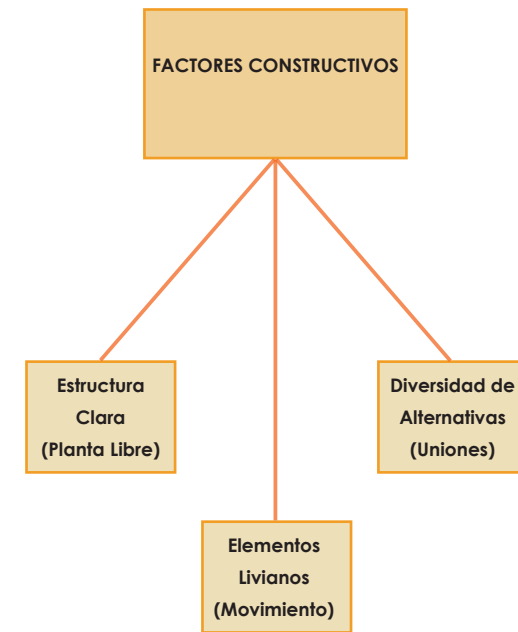 FACTORES CONSTRUCTIVOS
Estructura
Clara
(Planta Libre)
Diversidad de
Alternativas
(Uniones)
Elementos
Livianos
(Movimiento)